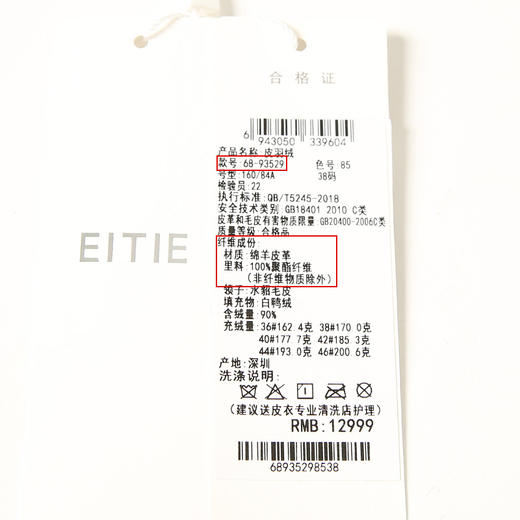 合格证
6 943050 339604
产品名称:皮羽绒
款号:68-93529 色号:85
号型:160/84A 38码
检验员:22
执行标准:QB/T5245-2018
安全技术类别:GB18401 2010 C类
皮革和毛皮有害物质限量:GB20400-2006C类
质量等级:合格品
纤维成份:
材质:绵羊皮革
里料:100%聚酯纤维
(非纤维物质除外)
领子:水貂毛皮
填充物:白鸭绒
含绒量:90%
充绒量:36#162.4克 38#170.0克
40#177.7克 42#185.3克
44#193.0克 46#200.6克
产地:深圳
洗涤说明:
(建议送皮衣专业清洗店护理)
RMB:12999
68935298538
EITIE